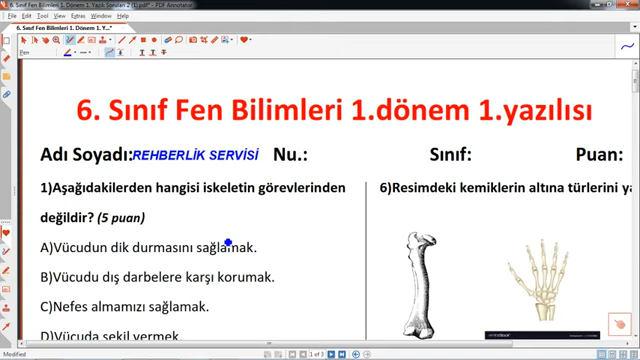 6. Sınıf Fen Bilimleri 1. Dönem 1. Yazılı Soruları 2 (1).pdf* - PDF Annotator
File Edit Insert View Tools Window Help
6. Sınıf Fen Bilimleri 1. Dönem 1. Y...*
Pen
6. Sınıf Fen Bilimleri 1.dönem 1.yazılısı
Adı Soyadı: REHBERLİK SERVİSİ Nu.: Sınıf: Puan:
1)Aşağıdakilerden hangisi iskeletin görevlerinden
değildir? (5 puan)
A)Vücudun dik durmasını sağlamak.
B)Vücudu dış darbelere karşı korumak.
C)Nefes almamızı sağlamak.
D)Vücuda şekil vermek.
6)Resimdeki kemiklerin altına türlerini ya
Modified
1 of 3